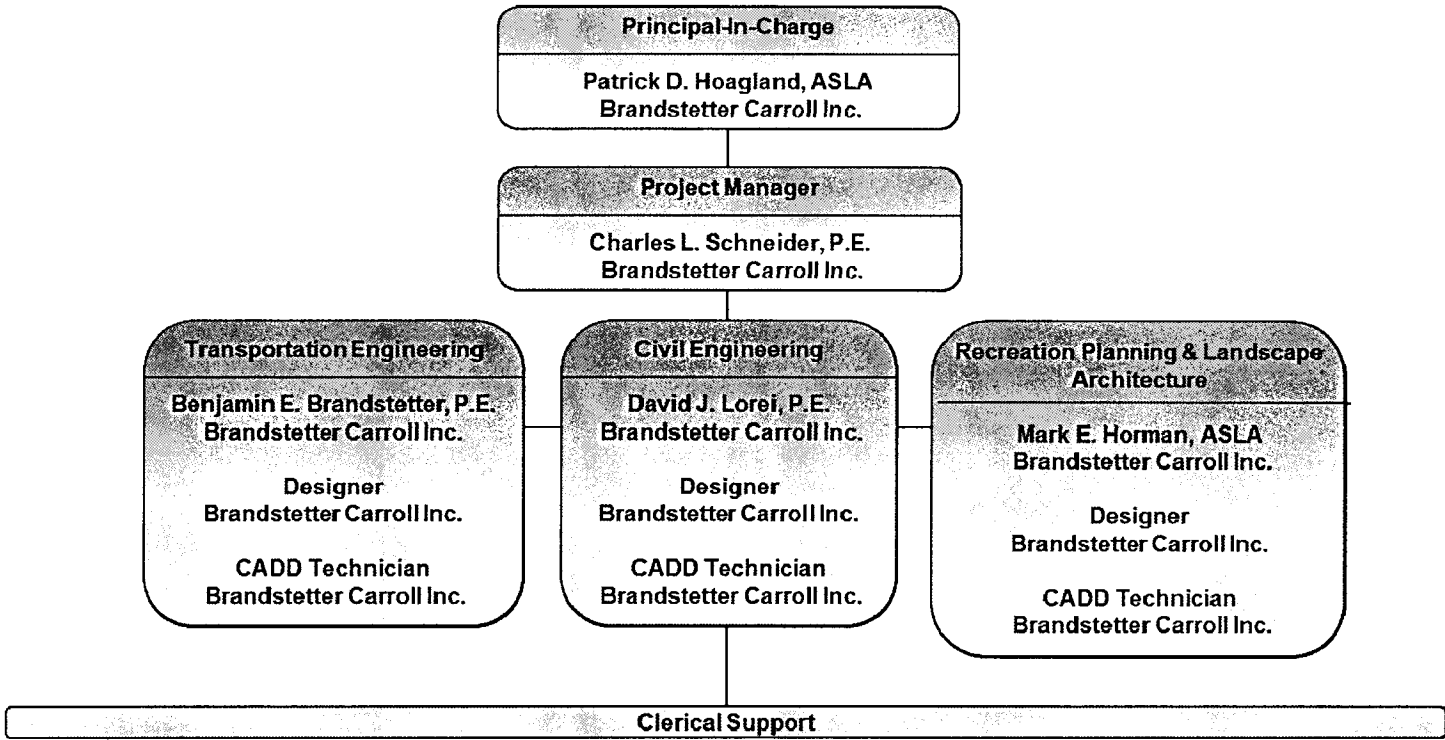 Principal-In-Charge
Patrick D. Hoagland, ASLA
Brandstetter Carroll Inc.
Project Manager
Charles L. Schneider, P.E.
Brandstetter Carroll Inc.
Transportation Engineering
Benjamin E. Brandstetter, P.E.
Brandstetter Carroll Inc.
Designer
Brandstetter Carroll Inc.
CADD Technician
Brandstetter Carroll Inc.
Civil Engineering
David J. Lorei, P.E.
Brandstetter Carroll Inc.
Designer
Brandstetter Carroll Inc.
CADD Technician
Brandstetter Carroll Inc.
Recreation Planning & Landscape
Architecture
Mark E. Horman, ASLA
Brandstetter Carroll Inc.
Designer
Brandstetter Carroll Inc.
CADD Technician
Brandstetter Carroll Inc.
Clerical Support